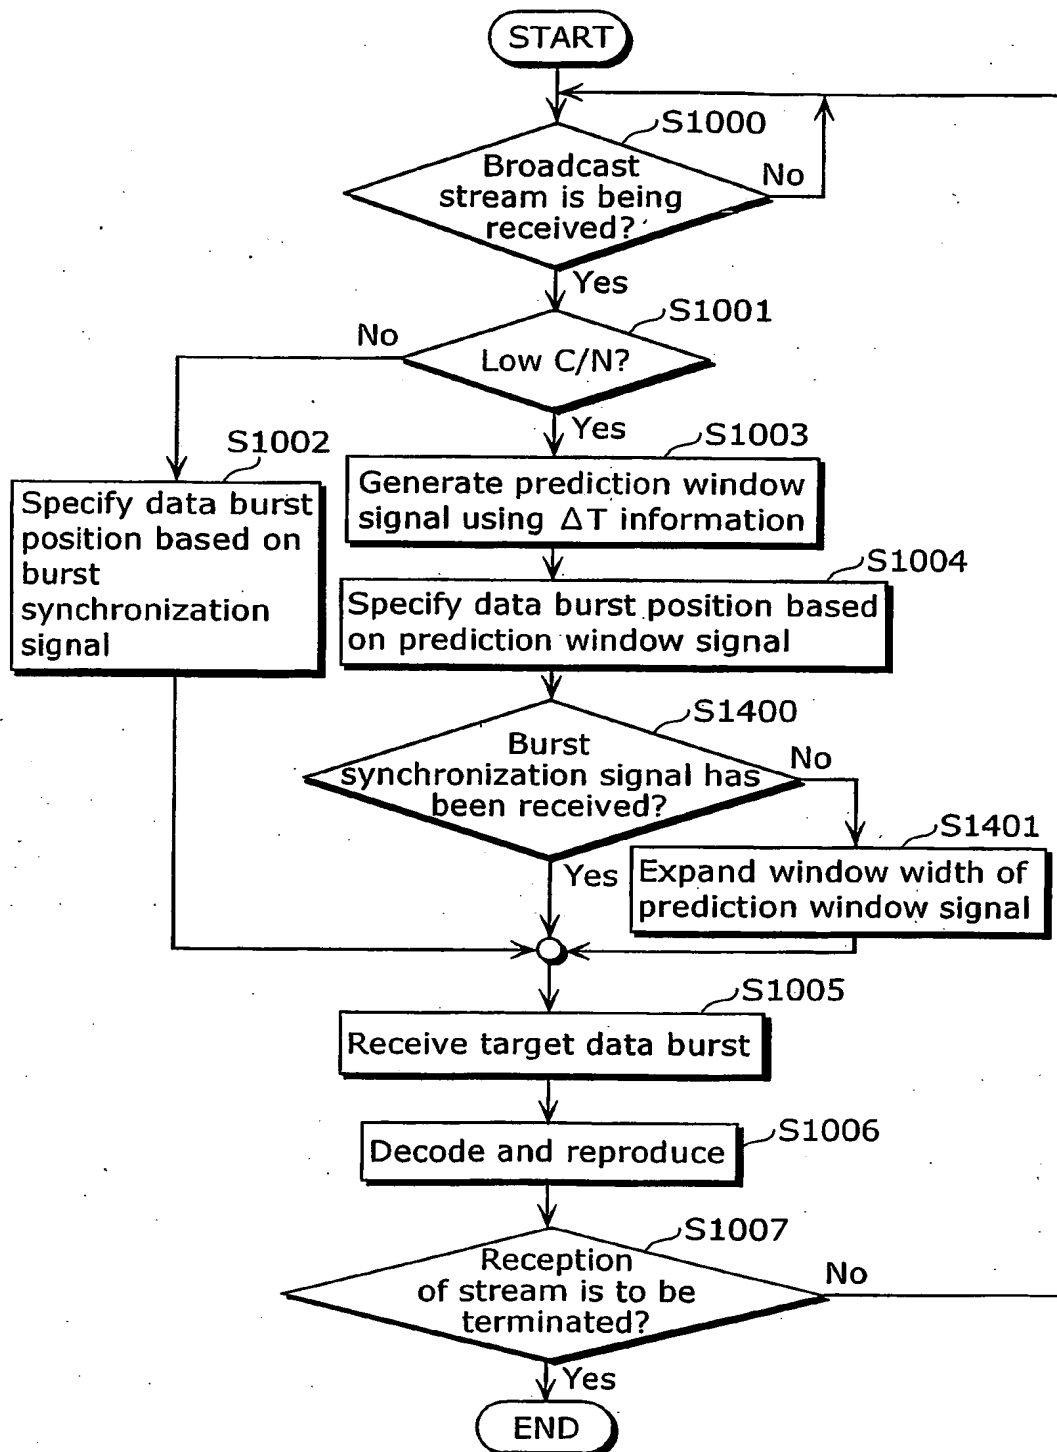 START
S1000
Broadcast
stream is being
received?
No
Yes
S1001
No
Low C/N?
Yes
S1002
S1003
Specify data burst
position based on
burst
synchronization
signal
Generate prediction window
signal using ΔT information
S1004
Specify data burst position based
on prediction window signal
S1400
Burst
synchronization signal has
been received?
No
Yes
S1401
Expand window width of
prediction window signal
S1005
Receive target data burst
S1006
Decode and reproduce
S1007
Reception
of stream is to be
terminated?
No
Yes
END